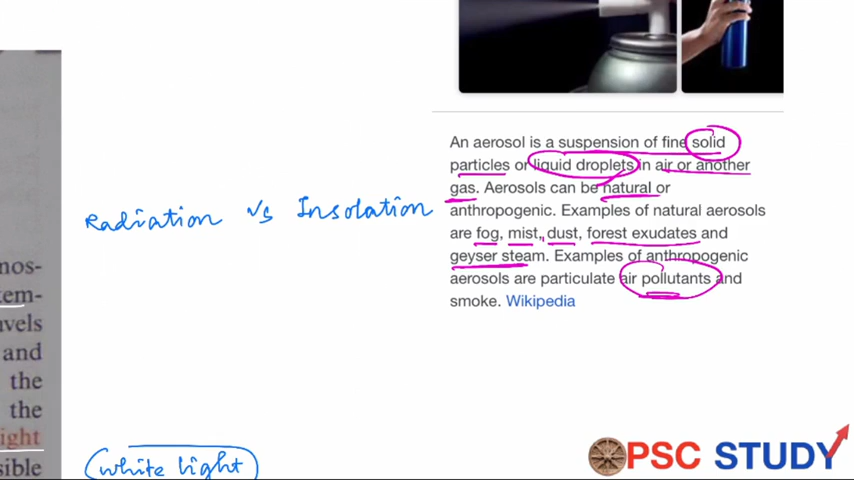 An aerosol is a suspension of fine solid
particles or liquid droplets in air or another
gas. Aerosols can be natural or
anthropogenic. Examples of natural aerosols
are fog, mist, dust, forest exudates and
geyser steam. Examples of anthropogenic
aerosols are particulate air pollutants and
smoke. Wikipedia
Radiation vs Insolation
nos-
tem-
avels
and
the
the
ight
sible
white light
PSC STUDY